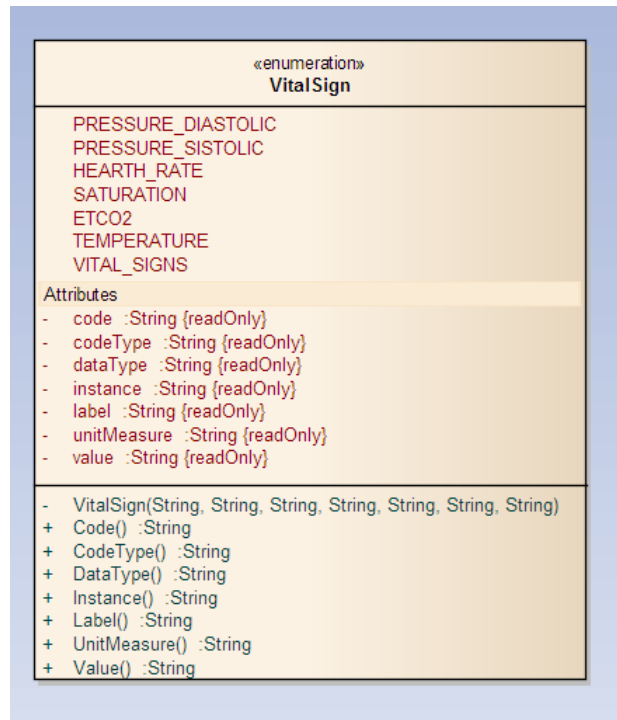 «enumeration»
VitalSign
PRESSURE_DIASTOLIC
PRESSURE_SISTOLIC
HEARTH_RATE
SATURATION
ETCO2
TEMPERATURE
VITAL_SIGNS
Attributes
- code :String {readOnly}
- codeType :String {readOnly}
- dataType :String {readOnly}
- instance :String {readOnly}
- label :String {readOnly}
- unitMeasure :String {readOnly}
- value :String {readOnly}
- VitalSign(String, String, String, String, String, String, String)
+ Code() :String
+ CodeType() :String
+ DataType() :String
+ Instance() :String
+ Label() :String
+ UnitMeasure() :String
+ Value() :String